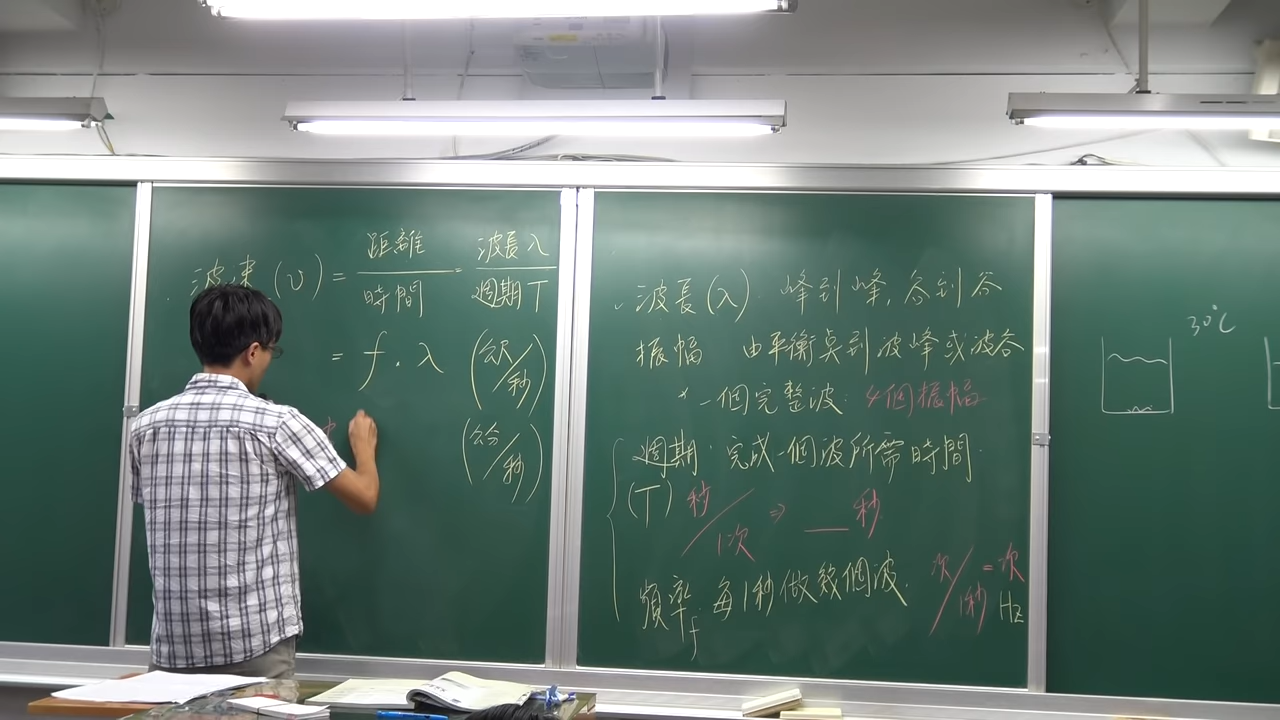 波速(v) = 距離/時間 = 波長λ/週期T
= f.λ (公尺/秒)
(公分/秒)
波長(λ) 峰到峰,谷到谷
振幅 由平衡点到波峰或波谷
* 一個完整波:4個振幅
週期:完成一個波所需時間.
(T) 秒/1次 ⇒ __秒
頻率f 每1秒做幾個波. 次/1秒 = 次 Hz
30℃